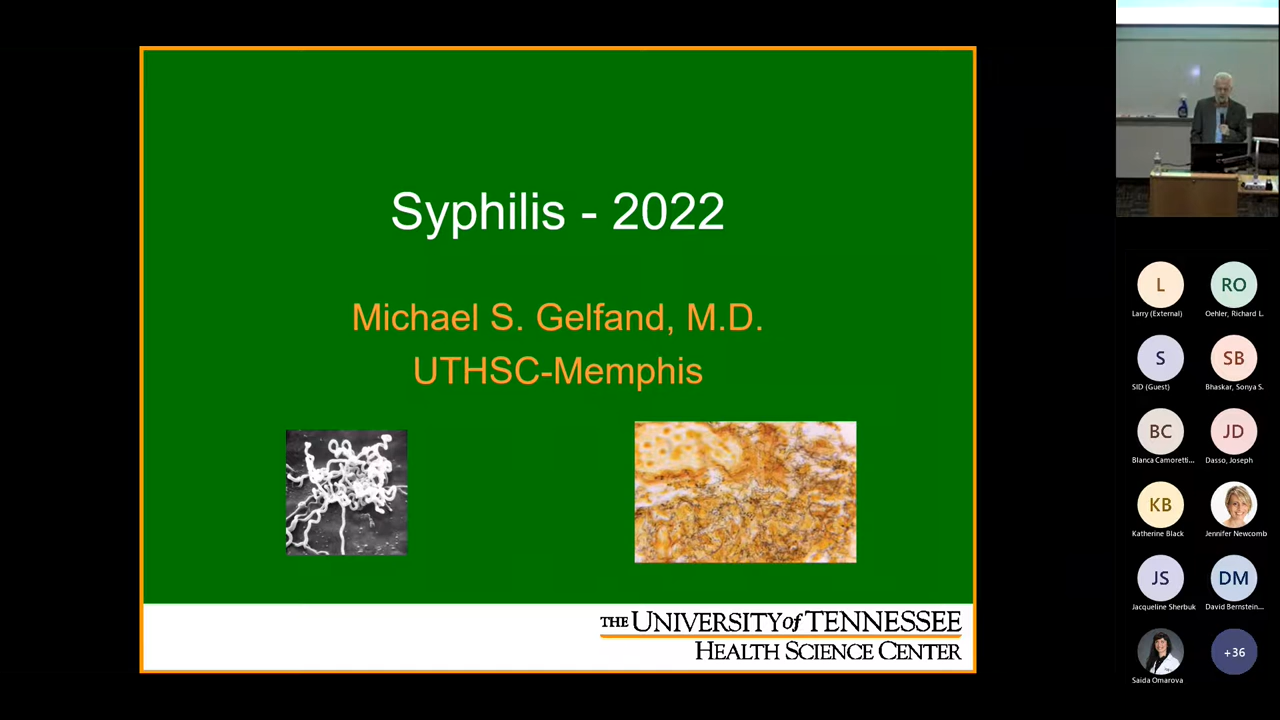 Syphilis - 2022
Michael S. Gelfand, M.D.
UTHSC-Memphis
THE UNIVERSITY of TENNESSEE
HEALTH SCIENCE CENTER
L
RO
Larry (External)
Oehler, Richard L.
S
SB
SID (Guest)
Bhaskar, Sonya S.
BC
JD
Blanca Camoretti...
Dasso, Joseph
KB
Katherine Black
Jennifer Newcomb
JS
DM
Jacqueline Sherbuk
David Bernstein...
+36
Saida Omarova